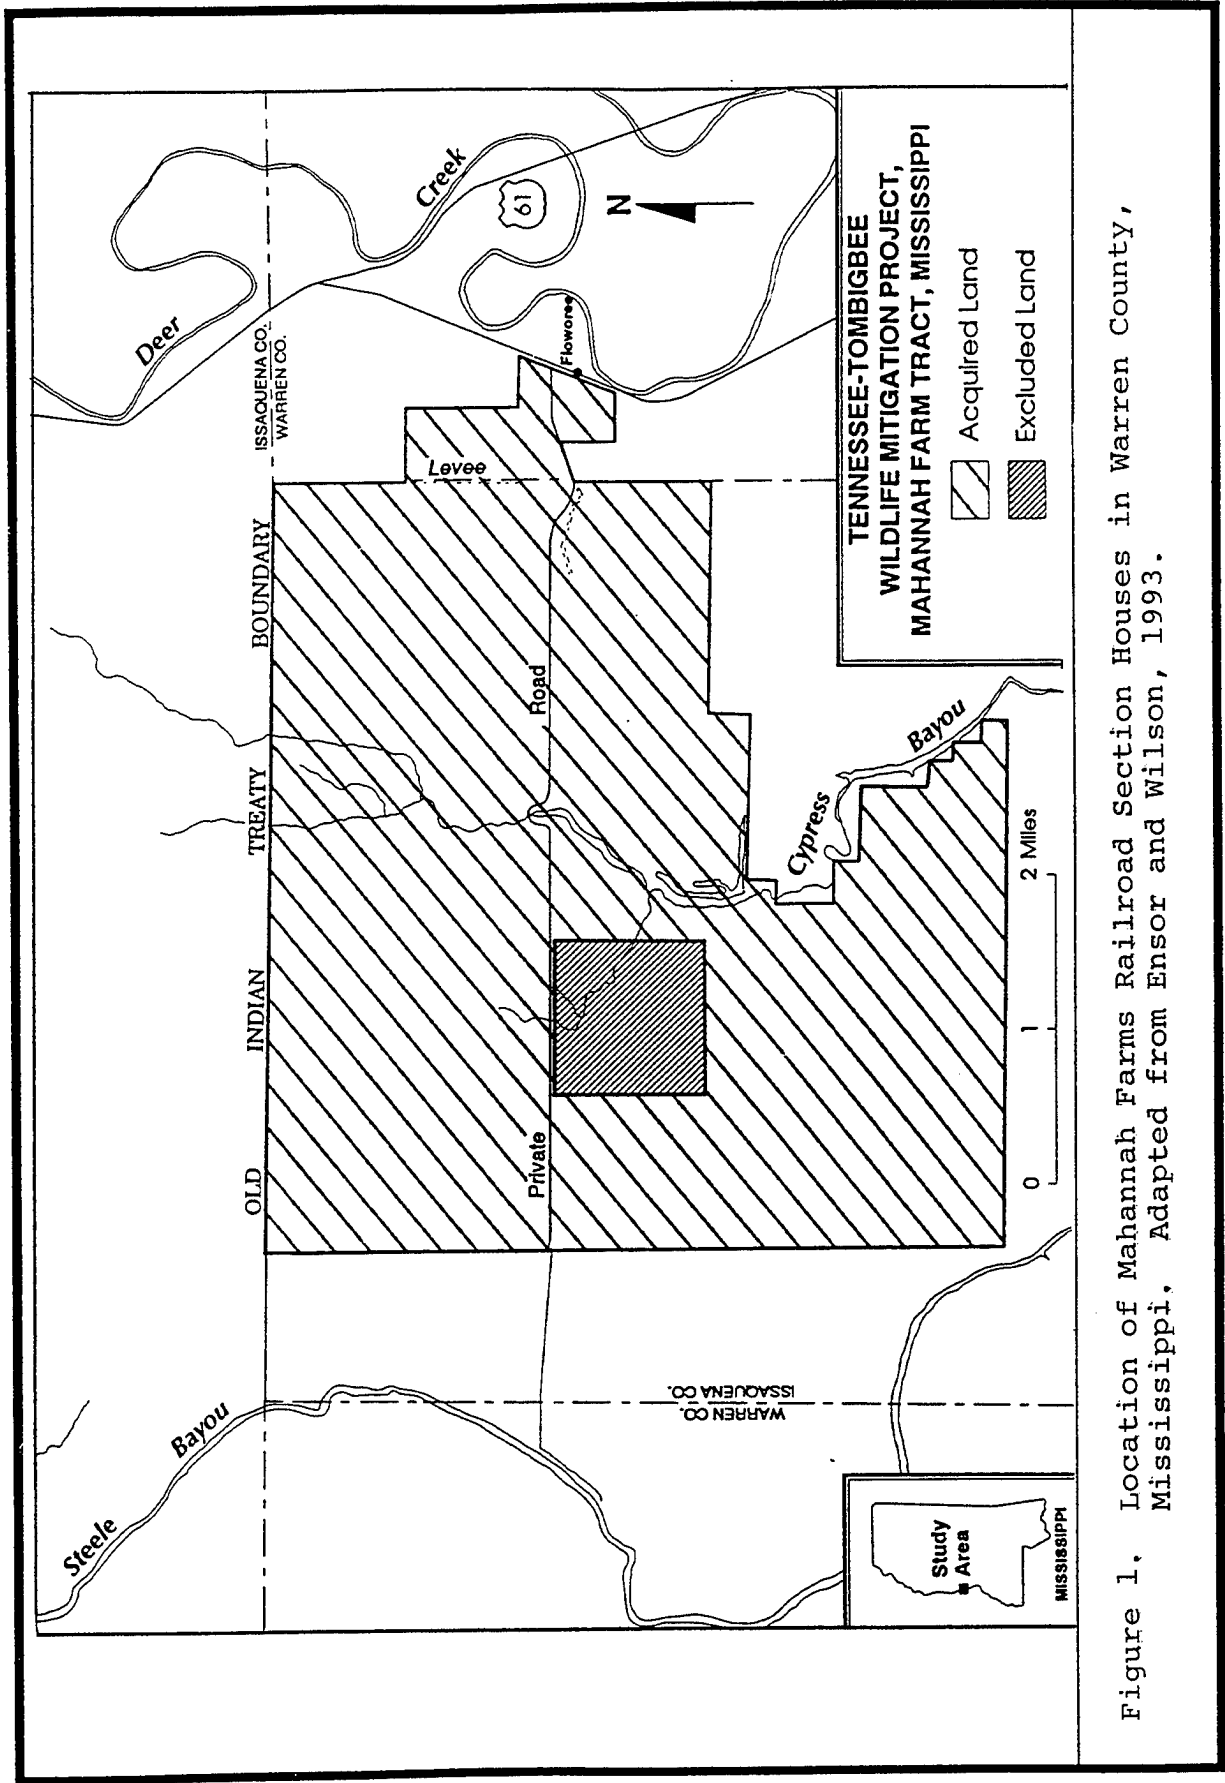 Steele
Bayou
OLD INDIAN TREATY BOUNDARY
ISSAQUENA CO.
WARREN CO.
Deer
Creek
61
N
Floweree
Levee
Private Road
WARREN CO.
ISSAQUENA CO.
Cypress
Bayou
0 1 2 Miles
Study
Area
MISSISSIPPI
TENNESSEE-TOMBIGBEE
WILDLIFE MITIGATION PROJECT,
MAHANNAH FARM TRACT, MISSISSIPPI
Acquired Land
Excluded Land
Figure 1. Location of Mahannah Farms Railroad Section Houses in Warren County,
Mississippi. Adapted from Ensor and Wilson, 1993.